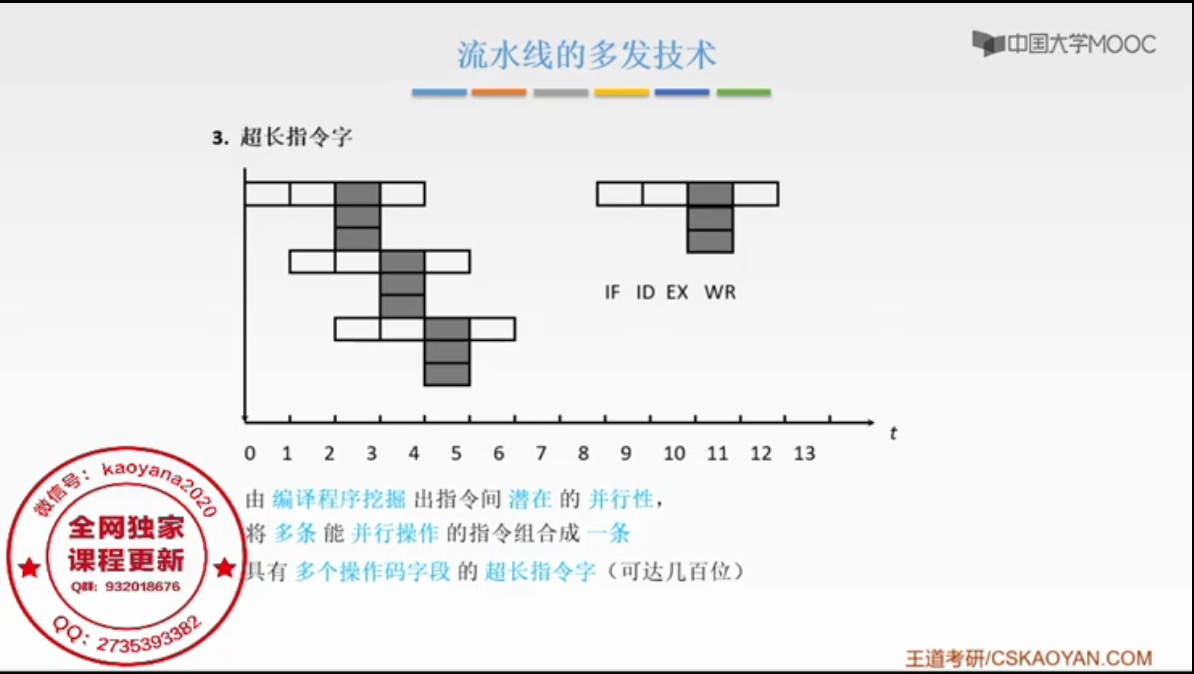 流水线的多发技术
中国大学MOOC
3. 超长指令字
IF ID EX WR
t
0 1 2 3 4 5 6 7 8 9 10 11 12 13
由 编译程序挖掘 出指令间 潜在 的 并行性，
将 多条 能 并行操作 的指令组合成 一条
具有 多个操作码字段 的 超长指令字（可达几百位）
微信号：kaoyana2020
全网独家
课程更新
Q群：932018676
QQ：2735393382
王道考研/CSKAOYAN.COM